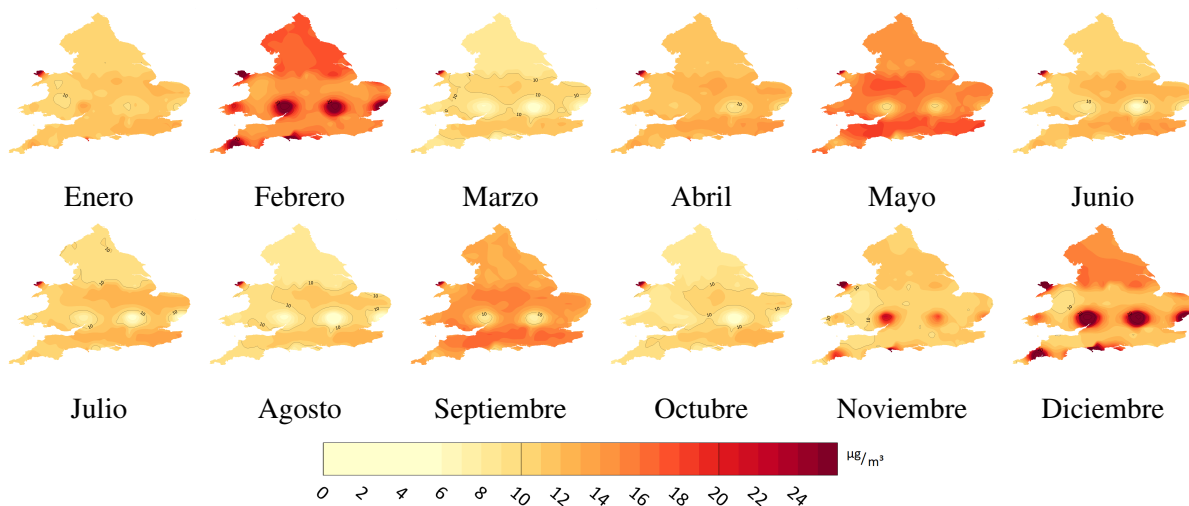 Enero Febrero Marzo Abril Mayo Junio
Julio Agosto Septiembre Octubre Noviembre Diciembre
µg/m³
0 2 4 6 8 10 12 14 16 18 20 22 24